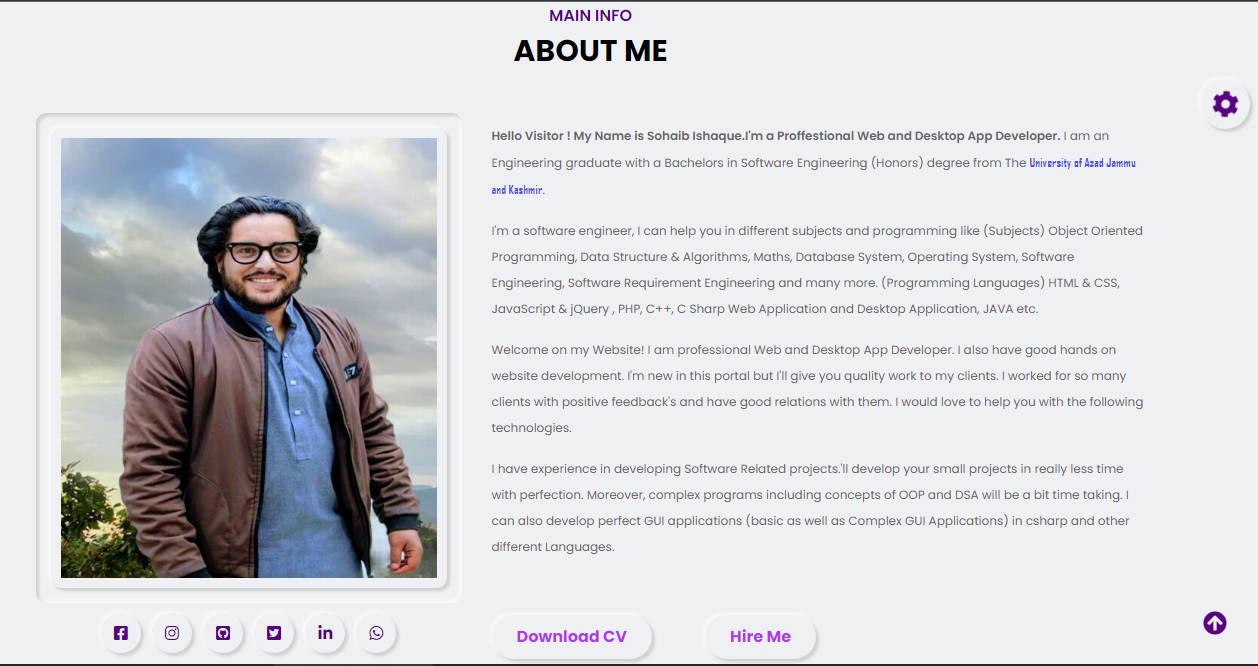 MAIN INFO
ABOUT ME
Hello Visitor ! My Name is Sohaib Ishaque.I'm a Proffestional Web and Desktop App Developer. I am an
Engineering graduate with a Bachelors in Software Engineering (Honors) degree from The University of Azad Jammu
and Kashmir.
I'm a software engineer, I can help you in different subjects and programming like (Subjects) Object Oriented
Programming, Data Structure & Algorithms, Maths, Database System, Operating System, Software
Engineering, Software Requirement Engineering and many more. (Programming Languages) HTML & CSS,
JavaScript & jQuery , PHP, C++, C Sharp Web Application and Desktop Application, JAVA etc.
Welcome on my Website! I am professional Web and Desktop App Developer. I also have good hands on
website development. I'm new in this portal but I'll give you quality work to my clients. I worked for so many
clients with positive feedback's and have good relations with them. I would love to help you with the following
technologies.
I have experience in developing Software Related projects.'ll develop your small projects in really less time
with perfection. Moreover, complex programs including concepts of OOP and DSA will be a bit time taking. I
can also develop perfect GUI applications (basic as well as Complex GUI Applications) in csharp and other
different Languages.
Download CV
Hire Me